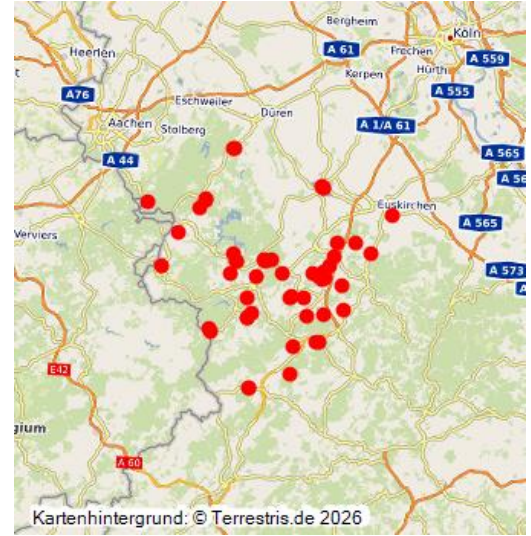 Bergheim
Köln
A 61
Frechen
A 559
Heerlen
Kerpen
Hürth
A76
A 555
Eschweiler
Düren
Aachen
Stolberg
A 1/A 61
A 44
A 565
Euskirchen
A 565
Verviers
A 573
E42
A 60
Kartenhintergrund: © Terrestris.de 2026